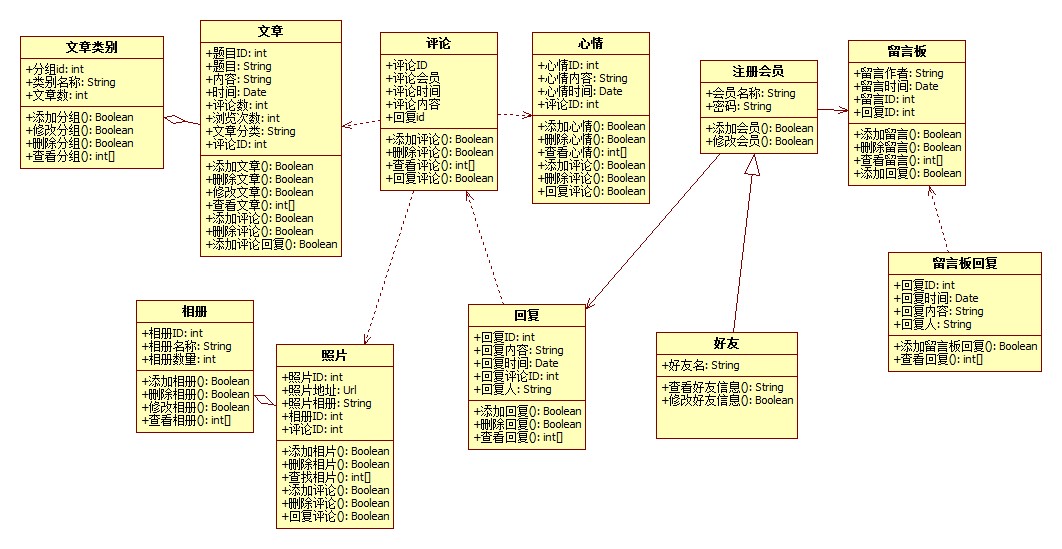 文章类别
+分组id: int
+类别名称: String
+文章数: int
+添加分组(): Boolean
+修改分组(): Boolean
+删除分组(): Boolean
+查看分组(): int[]
文章
+题目ID: int
+题目: String
+内容: String
+时间: Date
+评论数: int
+浏览次数: int
+文章分类: String
+评论ID: int
+添加文章(): Boolean
+删除文章(): Boolean
+修改文章(): Boolean
+查看文章(): int[]
+添加评论(): Boolean
+删除评论(): Boolean
+添加评论回复(): Boolean
评论
+评论ID
+评论会员
+评论时间
+评论内容
+回复id
+添加评论(): Boolean
+删除评论(): Boolean
+查看评论(): int[]
+回复评论(): Boolean
心情
+心情ID: int
+心情内容: String
+心情时间: Date
+评论ID: int
+添加心情(): Boolean
+删除心情(): Boolean
+查看心情(): int[]
+添加评论(): Boolean
+删除评论(): Boolean
+回复评论(): Boolean
注册会员
+会员名称: String
+密码: String
+添加会员(): Boolean
+修改会员(): Boolean
留言板
+留言作者: String
+留言时间: Date
+留言ID: int
+回复ID: int
+添加留言(): Boolean
+删除留言(): Boolean
+查看留言(): int[]
+添加回复(): Boolean
留言板回复
+回复ID: int
+回复时间: Date
+回复内容: String
+回复人: String
+添加留言板回复(): Boolean
+查看回复(): int[]
相册
+相册ID: int
+相册名称: String
+相册数量: int
+添加相册(): Boolean
+删除相册(): Boolean
+修改相册(): Boolean
+查看相册(): int[]
照片
+照片ID: int
+照片地址: Url
+照片相册: String
+相册ID: int
+评论ID: int
+添加相片(): Boolean
+删除相片(): Boolean
+查找相片(): int[]
+添加评论(): Boolean
+删除评论(): Boolean
+回复评论(): Boolean
回复
+回复ID: int
+回复内容: String
+回复时间: Date
+回复评论ID: int
+回复人: String
+添加回复(): Boolean
+删除回复(): Boolean
+查看回复(): int[]
好友
+好友名: String
+查看好友信息(): String
+修改好友信息(): Boolean